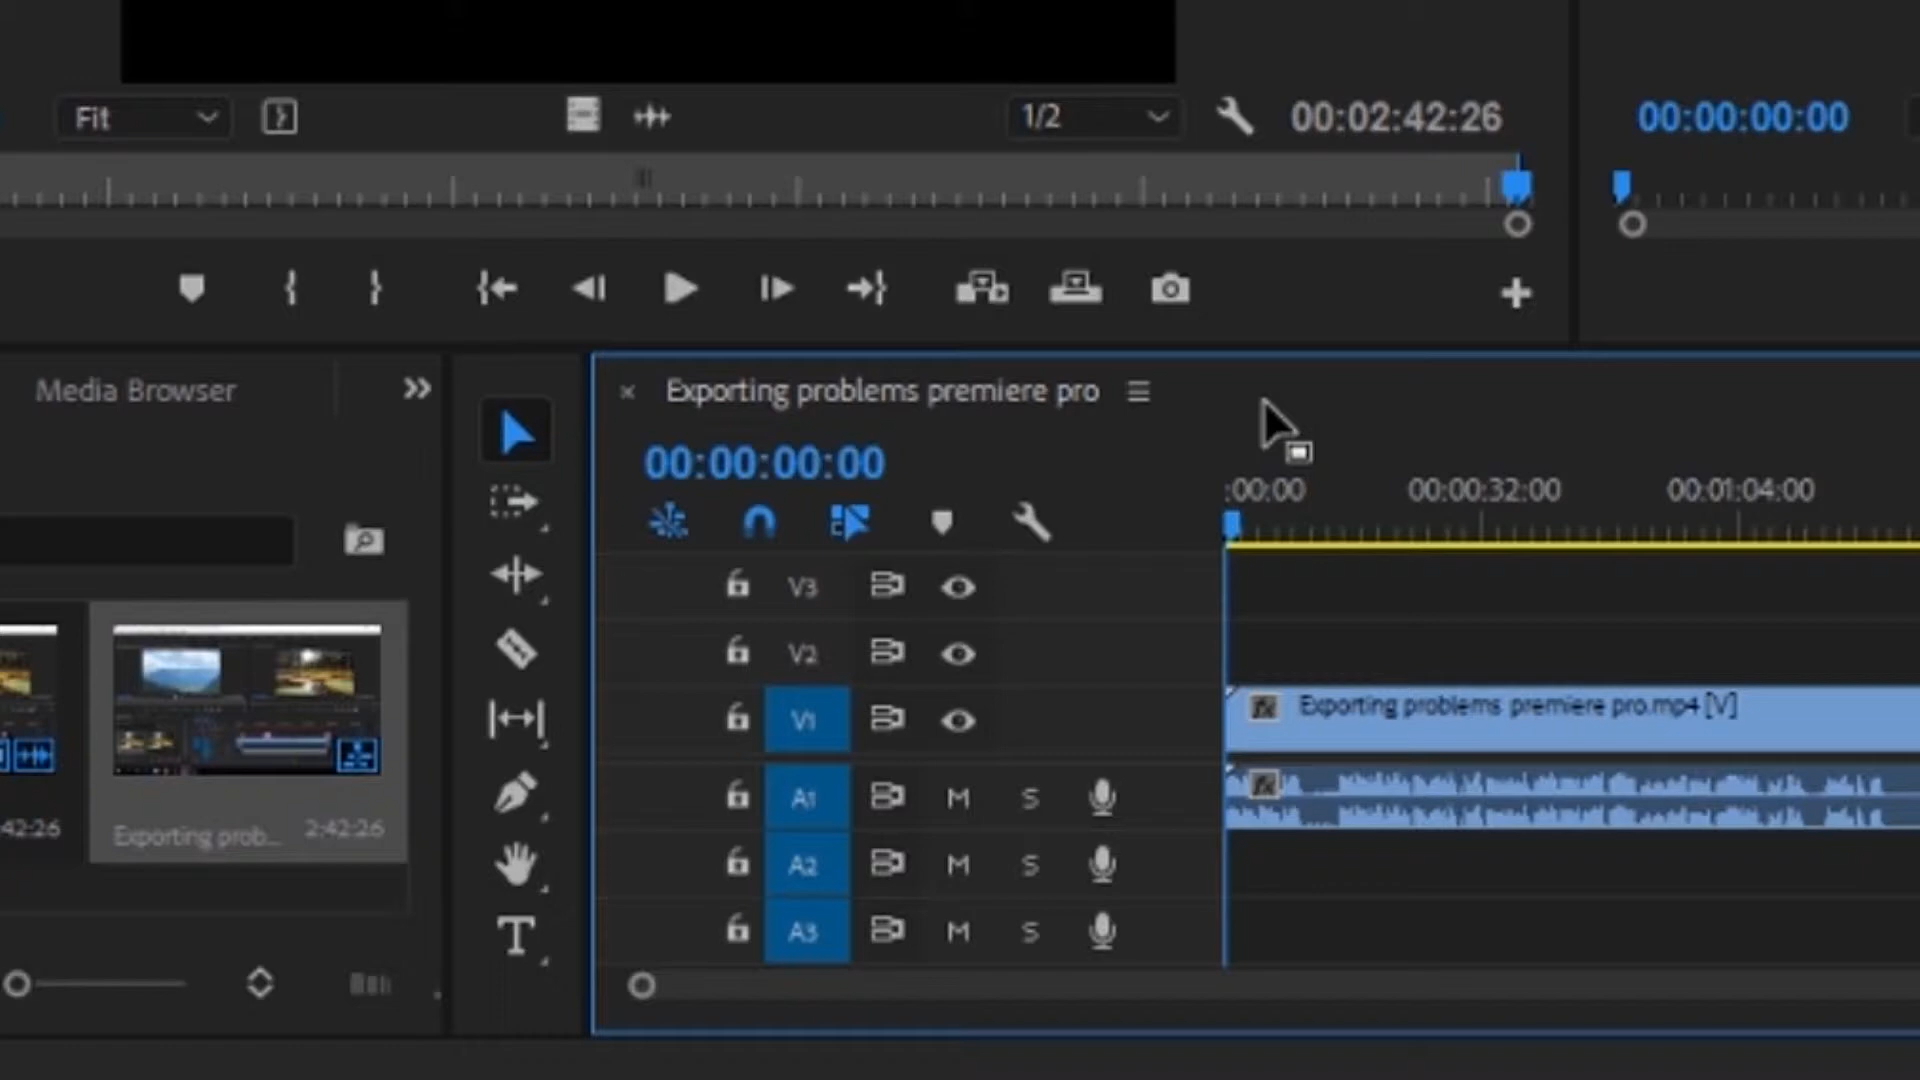 Fit
1/2
00:02:42:26
00:00:00:00
Media Browser
Exporting problems premiere pro
00:00:00:00
:00:00
00:00:32:00
00:01:04:00
V3
V2
V1
fx Exporting problems premiere pro.mp4 [V]
A1 M S
fx
A2 M S
A3 M S
42:26
Exporting prob... 2:42:26